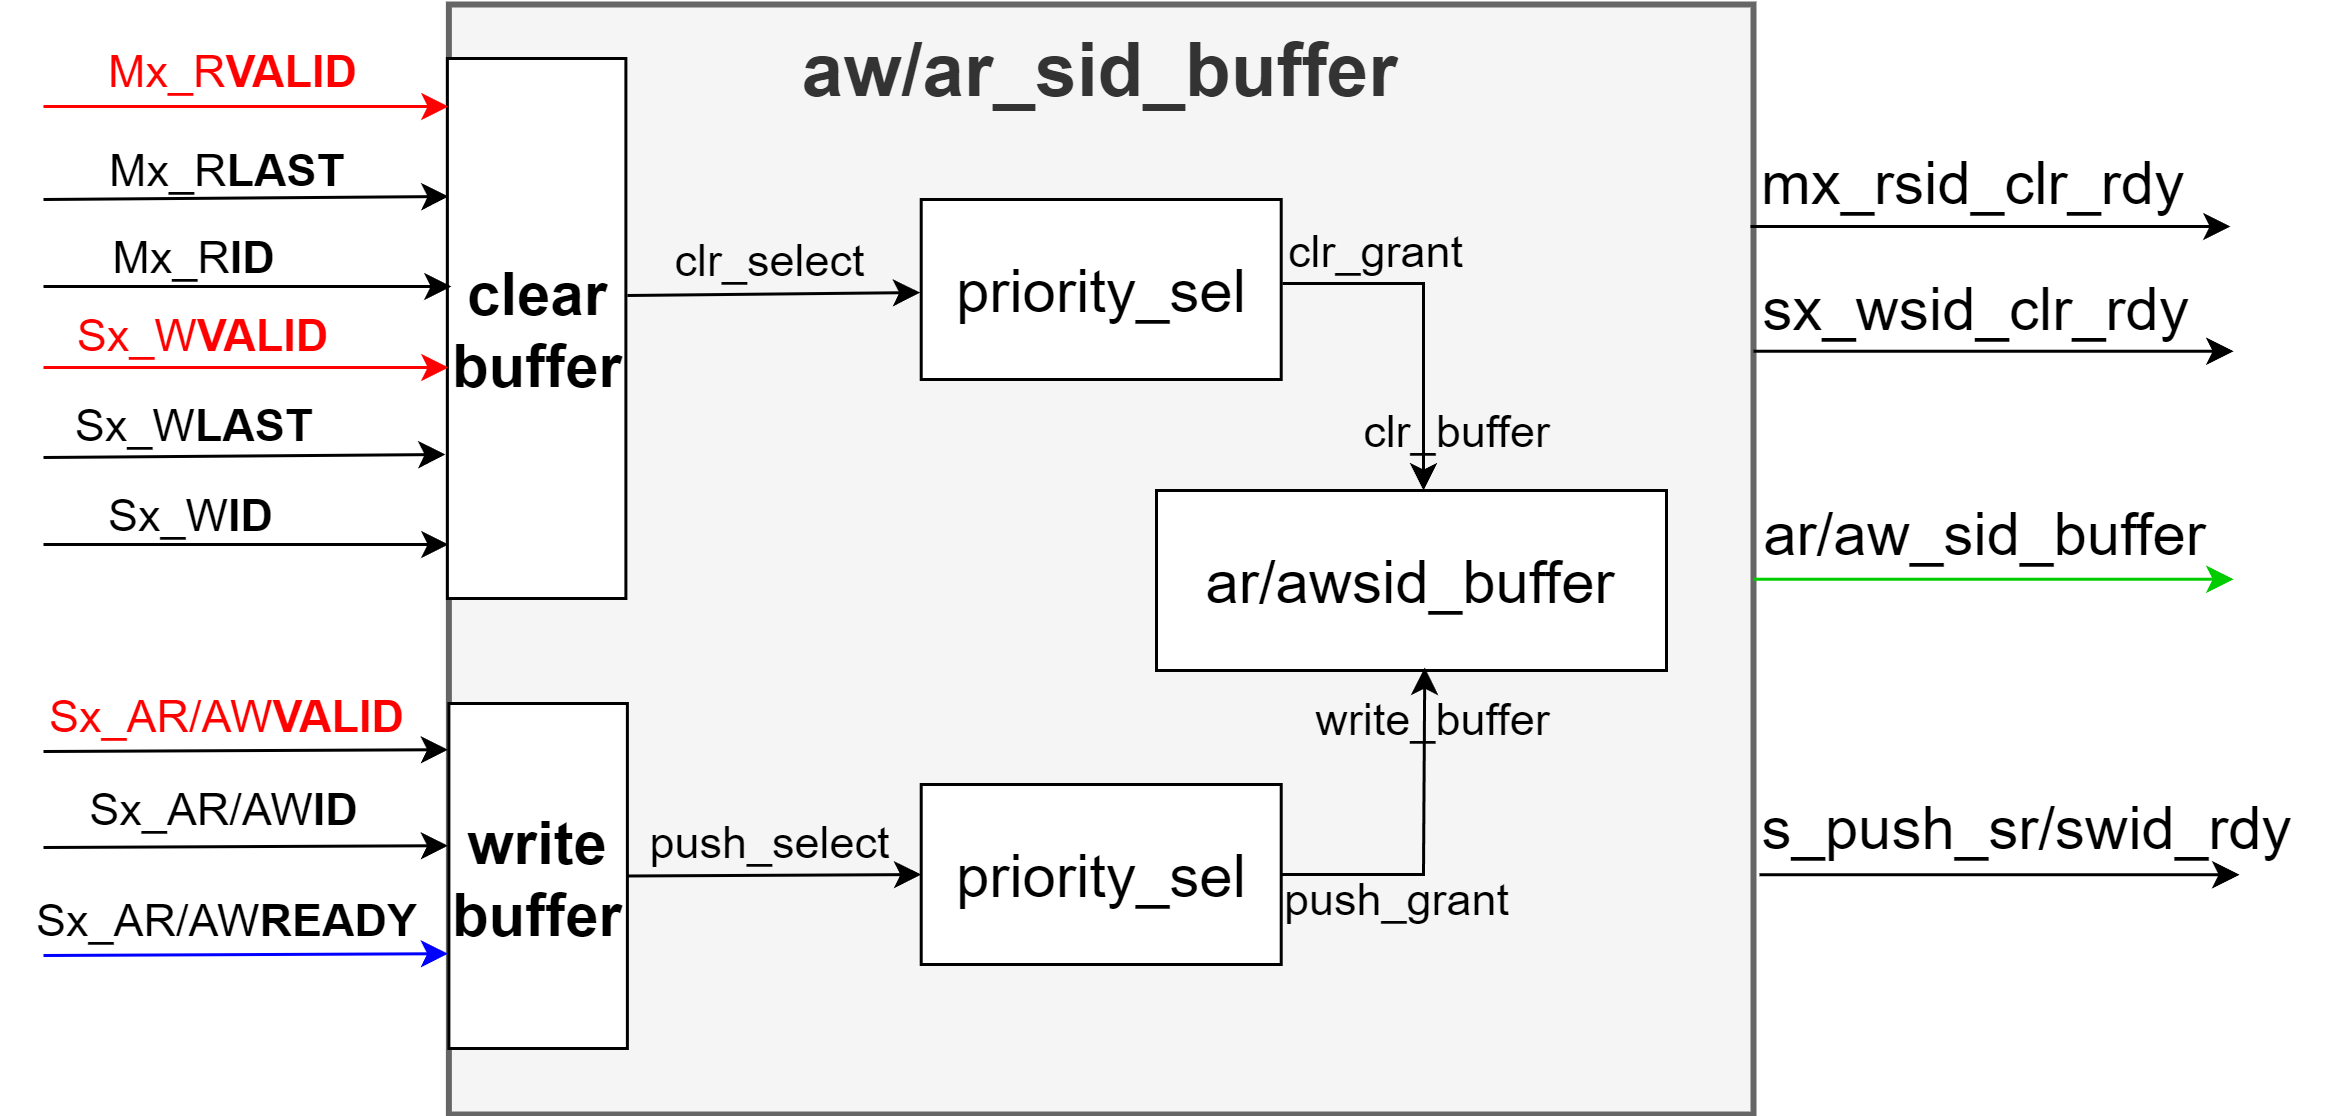 aw/ar_sid_buffer
Mx_RVALID
Mx_RLAST
Mx_RID
Sx_WVALID
Sx_WLAST
Sx_WID
clear
buffer
clr_select
priority_sel
clr_grant
clr_buffer
ar/awsid_buffer
write_buffer
Sx_AR/AWVALID
Sx_AR/AWID
Sx_AR/AWREADY
write
buffer
push_select
priority_sel
push_grant
mx_rsid_clr_rdy
sx_wsid_clr_rdy
ar/aw_sid_buffer
s_push_sr/swid_rdy